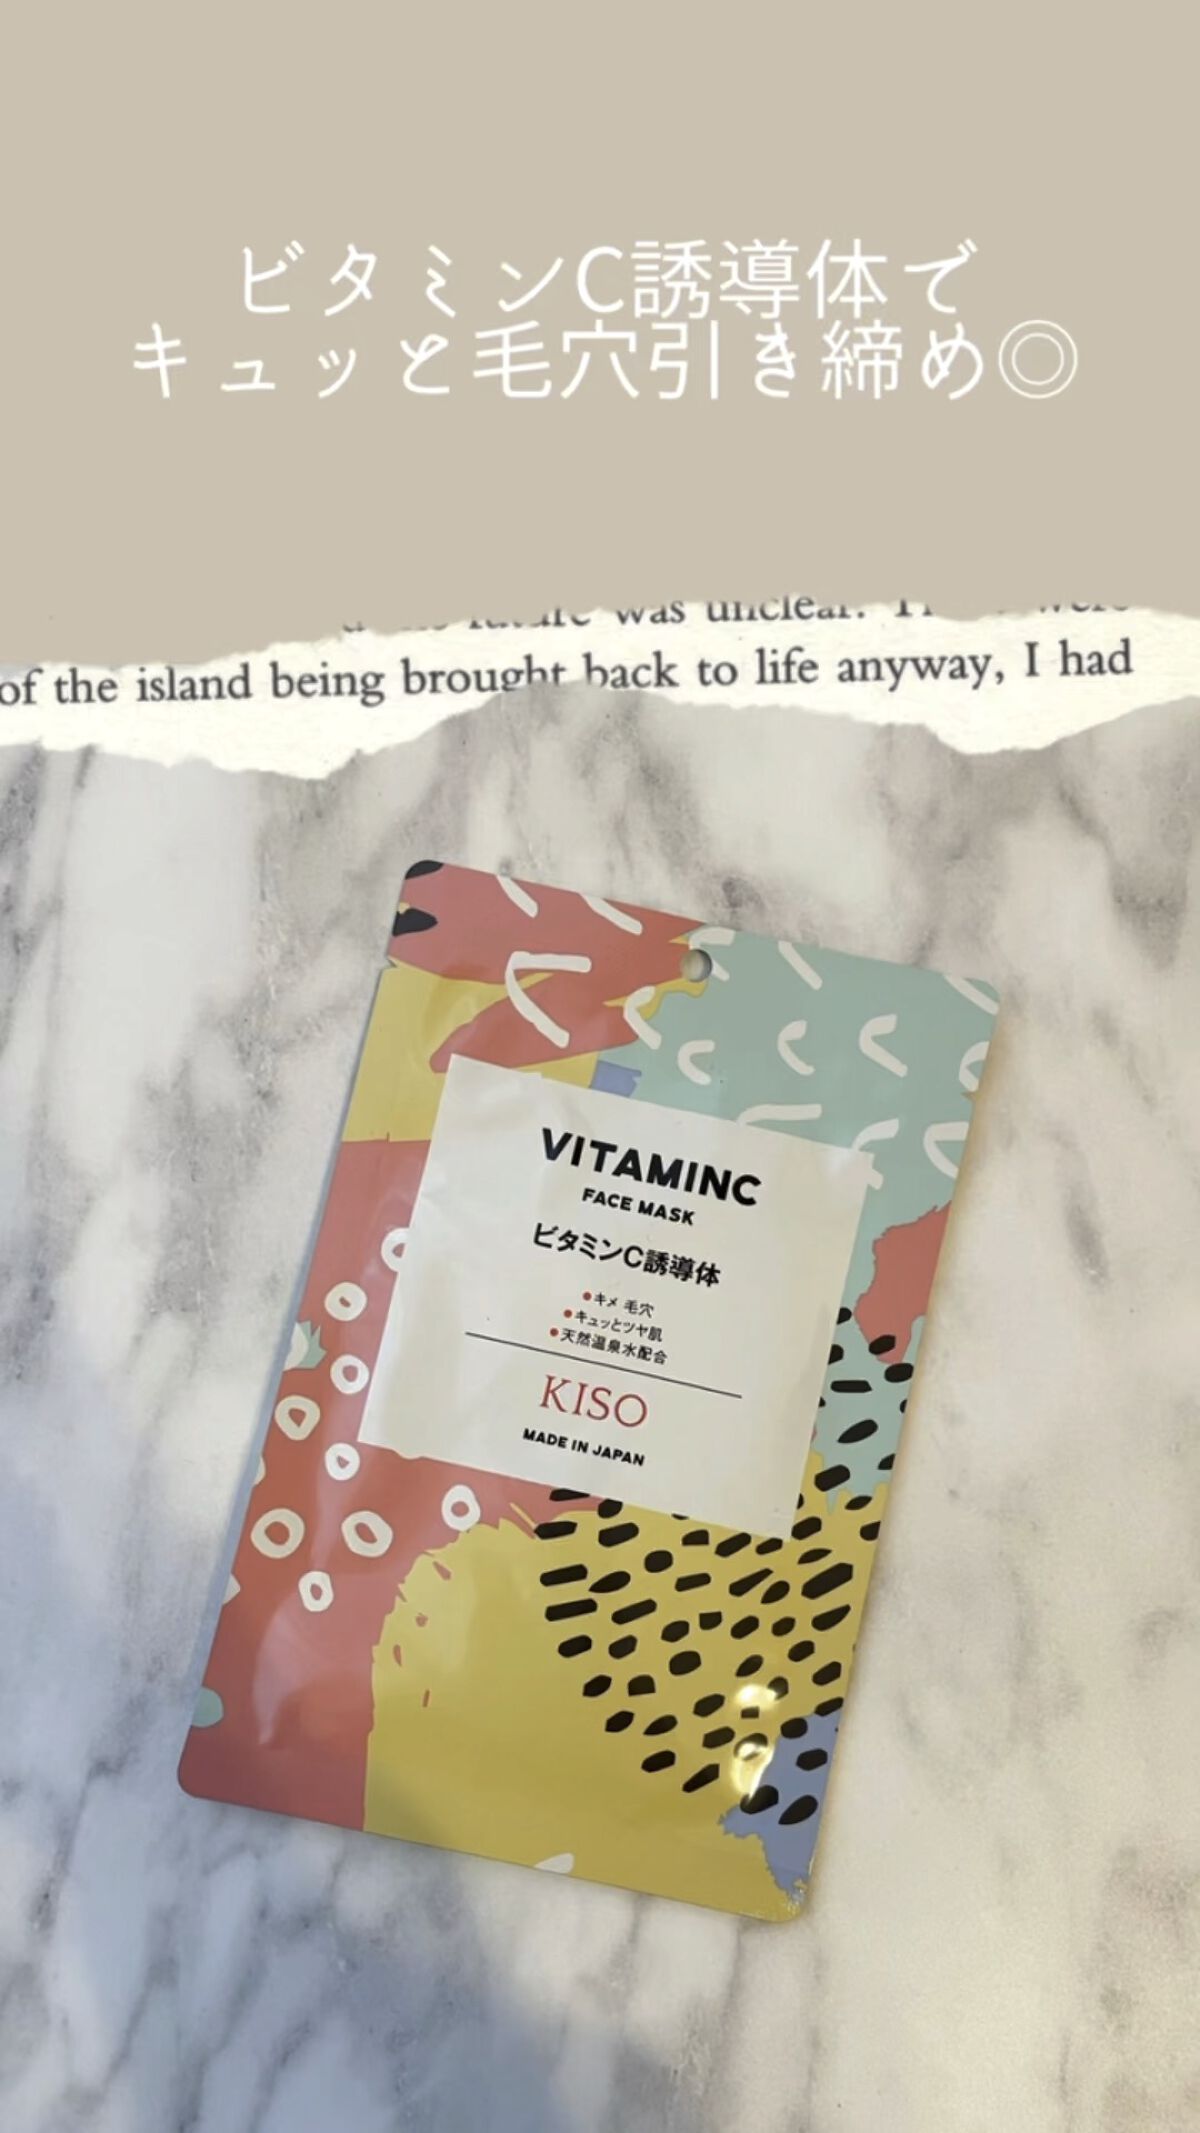 ビタミンC誘導体で
キュッと毛穴引き締め◎
was unclear.
of the island being brought back to life anyway, I had
VITAMINC
FACE MASK
ビタミンC誘導体
●キメ 毛穴
●キュッとツヤ肌
●天然温泉水配合
KISO
MADE IN JAPAN